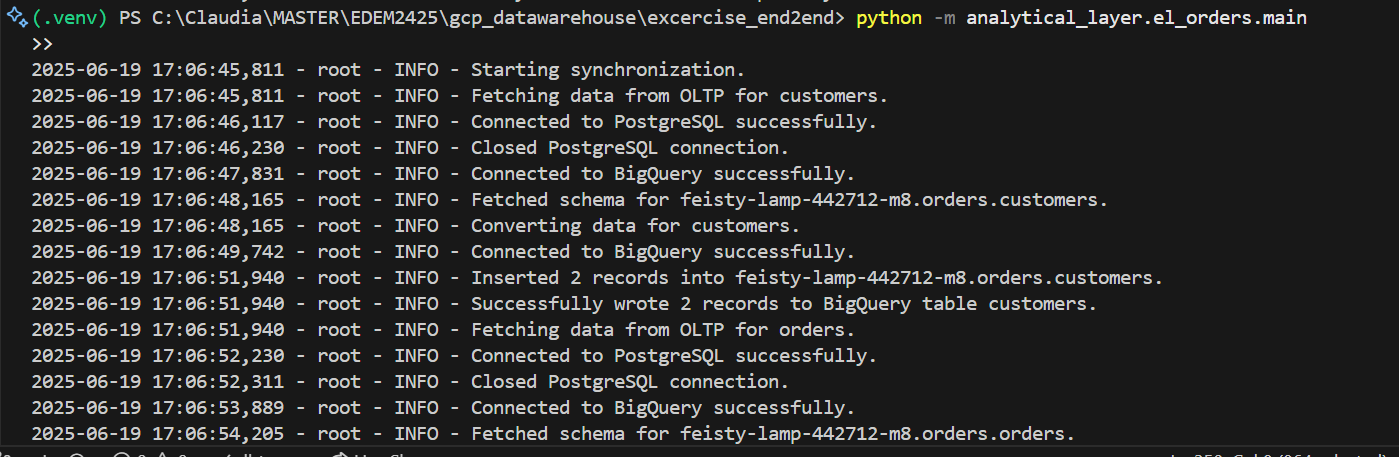 (.venv) PS C:\Claudia\MASTER\EDEM2425\gcp_datawarehouse\excercise_end2end> python -m analytical_layer.el_orders.main
>>
2025-06-19 17:06:45,811 - root - INFO - Starting synchronization.
2025-06-19 17:06:45,811 - root - INFO - Fetching data from OLTP for customers.
2025-06-19 17:06:46,117 - root - INFO - Connected to PostgreSQL successfully.
2025-06-19 17:06:46,230 - root - INFO - Closed PostgreSQL connection.
2025-06-19 17:06:47,831 - root - INFO - Connected to BigQuery successfully.
2025-06-19 17:06:48,165 - root - INFO - Fetched schema for feisty-lamp-442712-m8.orders.customers.
2025-06-19 17:06:48,165 - root - INFO - Converting data for customers.
2025-06-19 17:06:49,742 - root - INFO - Connected to BigQuery successfully.
2025-06-19 17:06:51,940 - root - INFO - Inserted 2 records into feisty-lamp-442712-m8.orders.customers.
2025-06-19 17:06:51,940 - root - INFO - Successfully wrote 2 records to BigQuery table customers.
2025-06-19 17:06:51,940 - root - INFO - Fetching data from OLTP for orders.
2025-06-19 17:06:52,230 - root - INFO - Connected to PostgreSQL successfully.
2025-06-19 17:06:52,311 - root - INFO - Closed PostgreSQL connection.
2025-06-19 17:06:53,889 - root - INFO - Connected to BigQuery successfully.
2025-06-19 17:06:54,205 - root - INFO - Fetched schema for feisty-lamp-442712-m8.orders.orders.